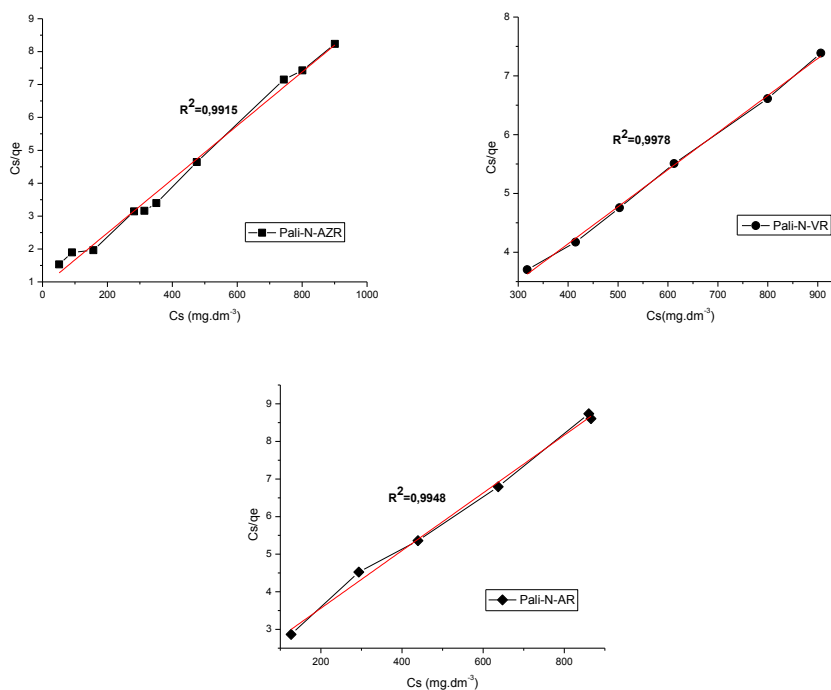 9
8
7
6
5
4
3
2
1
Cs/qe
R²=0,9915
Pali-N-AZR
0 200 400 600 800 1000
Cs (mg.dm⁻³)
8
7
6
5
4
Cs/qe
R²=0,9978
Pali-N-VR
300 400 500 600 700 800 900
Cs(mg.dm⁻³)
9
8
7
6
5
4
3
Cs/qe
R²=0,9948
Pali-N-AR
200 400 600 800
Cs (mg.dm⁻³)